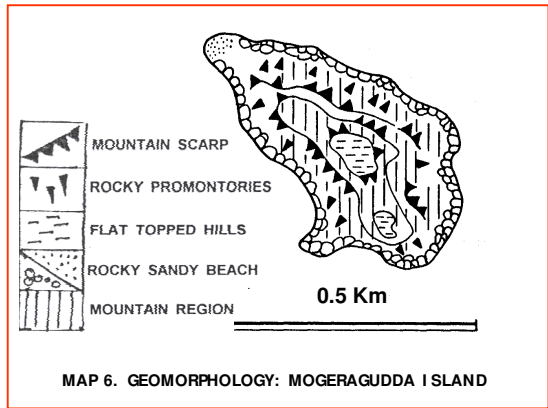 MOUNTAIN SCARP
ROCKY PROMONTORIES
FLAT TOPPED HILLS
ROCKY SANDY BEACH
MOUNTAIN REGION
0.5 Km
MAP 6. GEOMORPHOLOGY: MOGERAGUDDA ISLAND